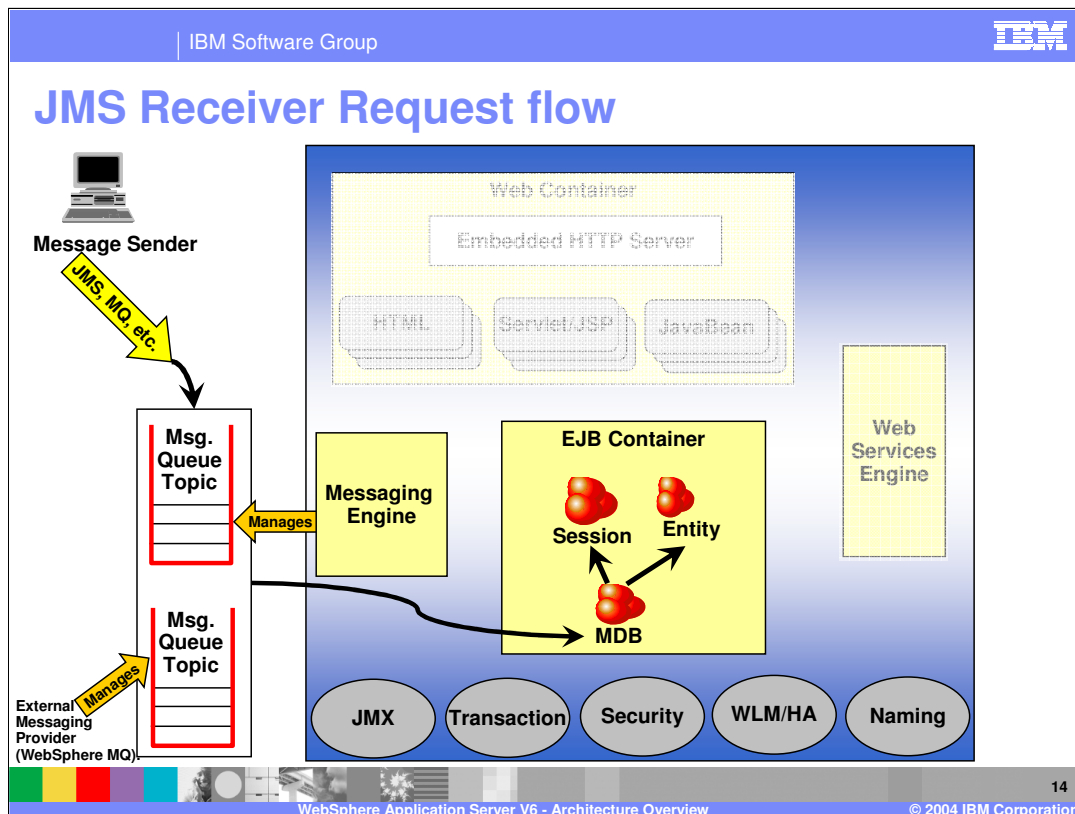 IBM Software Group
IBM
JMS Receiver Request flow
Message Sender
JMS, MQ, etc.
Web Container
Embedded HTTP Server
HTML
Servlet/JSP
JavaBean
Web
Services
Engine
Msg.
Queue
Topic
Manages
Messaging
Engine
EJB Container
Session
Entity
MDB
Msg.
Queue
Topic
Manages
External
Messaging
Provider
(WebSphere MQ).
JMX
Transaction
Security
WLM/HA
Naming
14
WebSphere Application Server V6 - Architecture Overview
© 2004 IBM Corporation